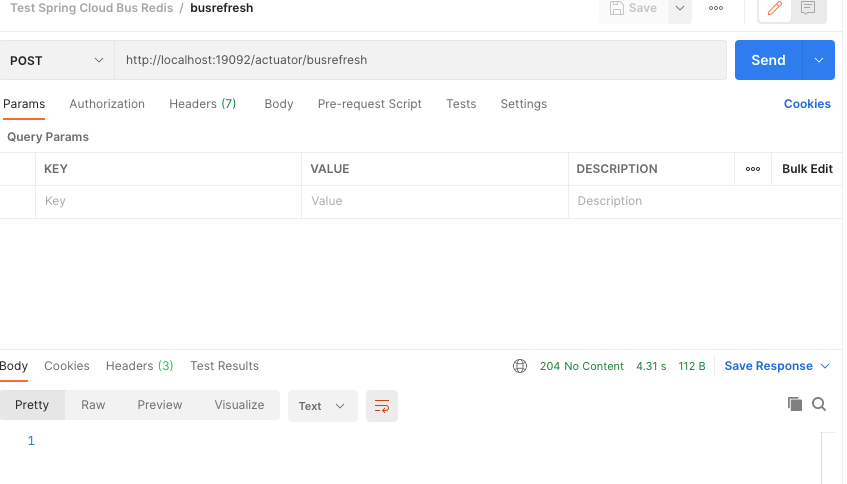 Test Spring Cloud Bus Redis / busrefresh Save
POST http://localhost:19092/actuator/busrefresh Send
Params Authorization Headers (7) Body Pre-request Script Tests Settings Cookies
Query Params
KEY VALUE DESCRIPTION Bulk Edit
Key Value Description
Body Cookies Headers (3) Test Results 204 No Content 4.31 s 112 B Save Response
Pretty Raw Preview Visualize Text
1